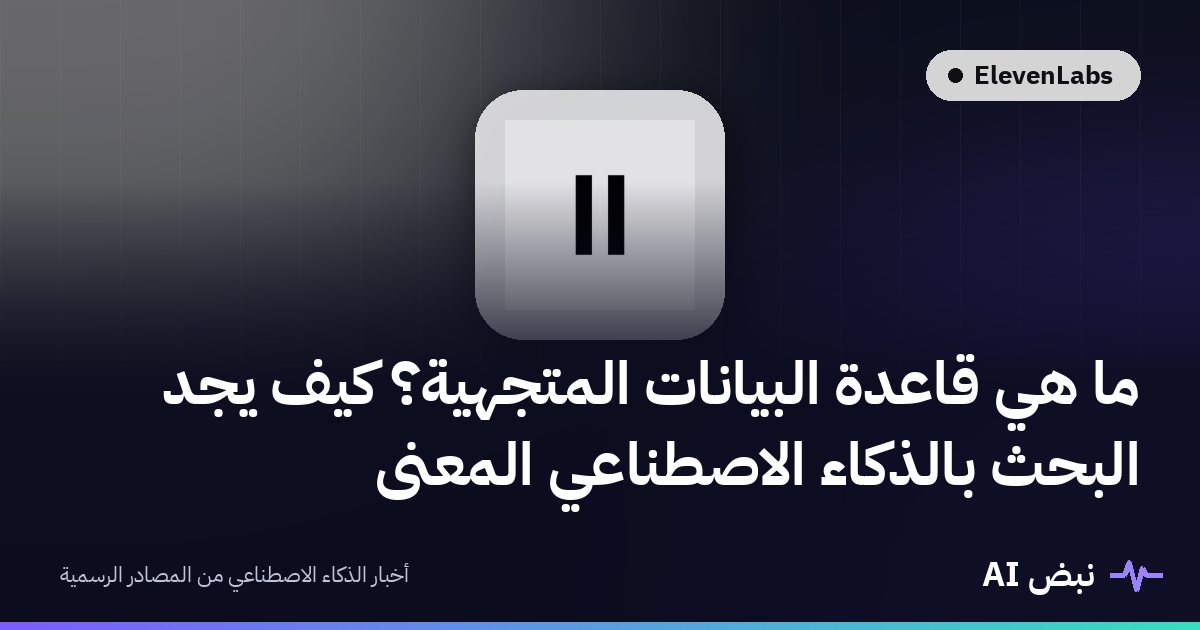 ElevenLabs
ما هي قاعدة البيانات المتجهية؟ كيف يجد
البحث بالذكاء الاصطناعي المعنى
نبض AI
أخبار الذكاء الاصطناعي من المصادر الرسمية